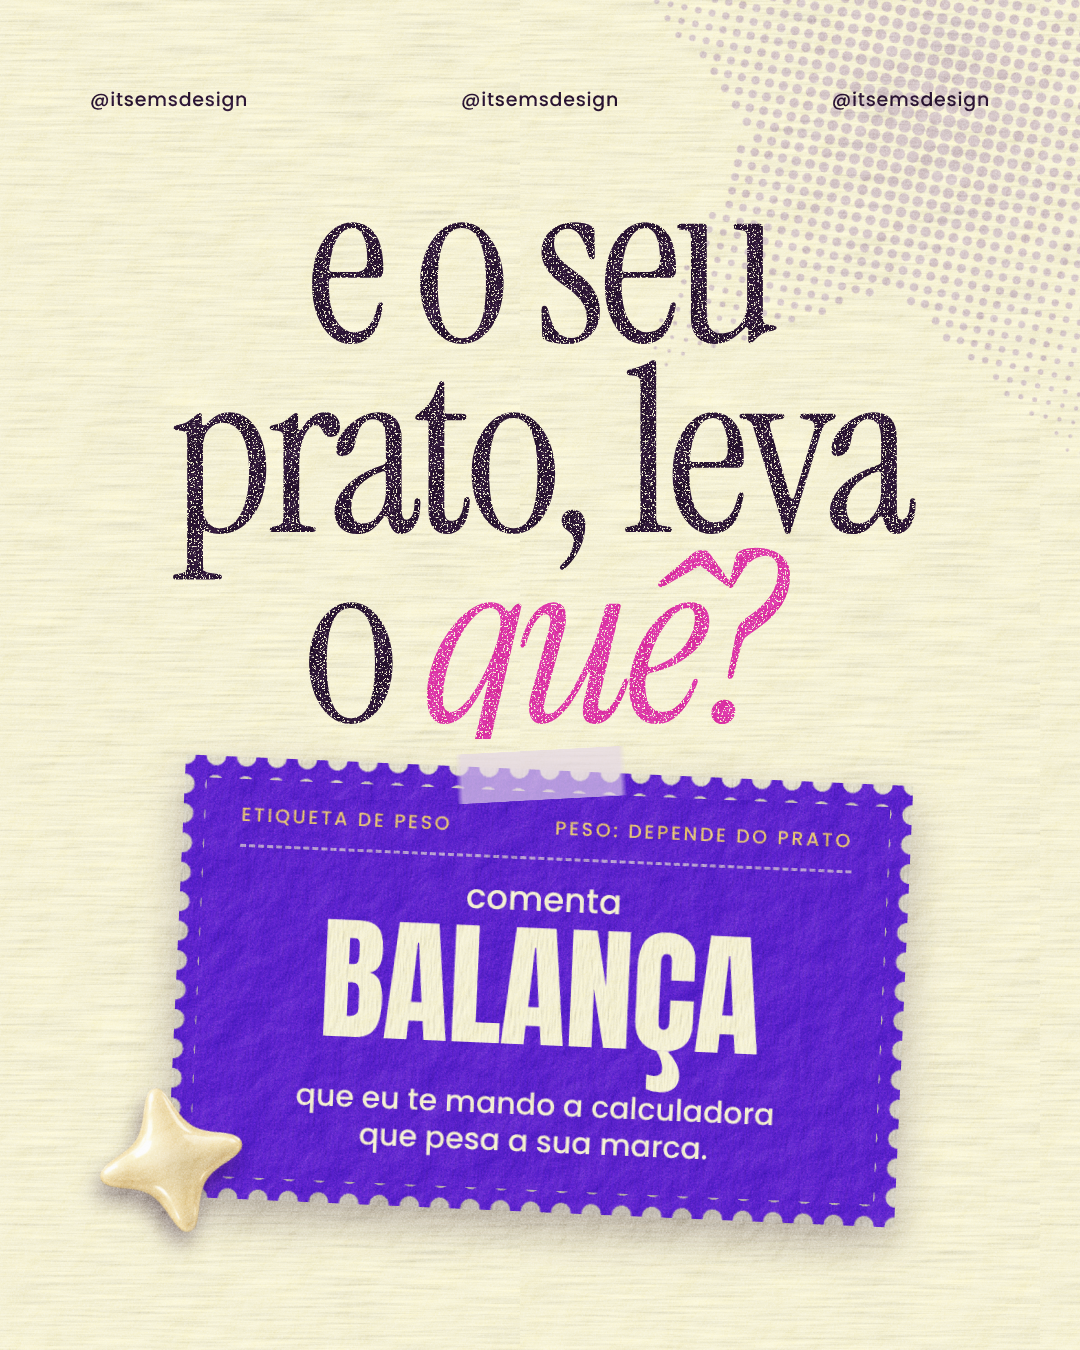 @itsemsdesign @itsemsdesign @itsemsdesign
e o seu
prato, leva
o quê?
ETIQUETA DE PESO PESO: DEPENDE DO PRATO
comenta
BALANÇA
que eu te mando a calculadora
que pesa a sua marca.